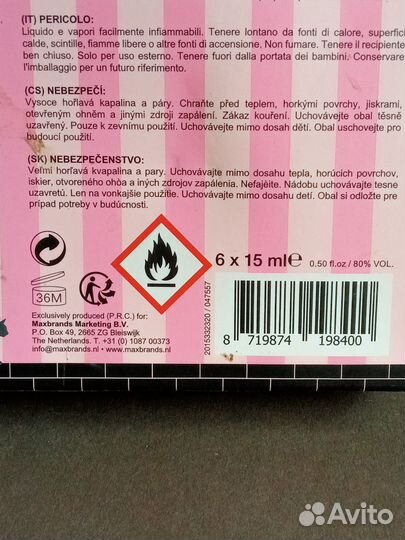 (IT) PERICOLO:
Liquido e vapori facilmente infiammabili. Tenere lontano da fonti di calore, superfici
calde, scintille, fiamme libere o altri fonti di accensione. Non fumare. Tenere il recipiente
ben chiuso. Solo per uso esterno. Tenere fuori dalla portata dei bambini. Conservare
l'imballaggio per un futuro riferimento.
(CS) NEBEZPEČÍ:
Vysoce hořlavá kapalina a páry. Chraňte před teplem, horkými povrchy, jiskrami,
otevřeným ohněm a jinými zdroji zapálení. Zákaz kouření. Uchovávejte obal těsně
uzavřený. Pouze k zevnímu použití. Uchovávejte mimo dosah dětí. Obal uschovejte pro
budoucí použití.
(SK) NEBEZPEČENSTVO:
Veľmi horľavá kvapalina a pary. Uchovávajte mimo dosahu tepla, horúcich povrchov,
iskier, otvoreného ohòa a iných zdrojov zapálenia. Nefajèite. Nádobu uchovávajte tesne
uzavretú. Len na vonkajšie použitie. Uchovávajte mimo dosahu detí. Obal si odložte pre
prípad potreby v budúcnosti.
36M
6 x 15 ml℮ 0.50 fl.oz / 80% VOL.
Exclusively produced (P.R.C.) for:
Maxbrands Marketing B.V.
P.O. Box 49, 2665 ZG Bleiswijk
The Netherlands. T. +31 (0) 1087 00373
info@maxbrands.nl • www.maxbrands.nl
2015332320 / 047557
8 719874 198400
Avito